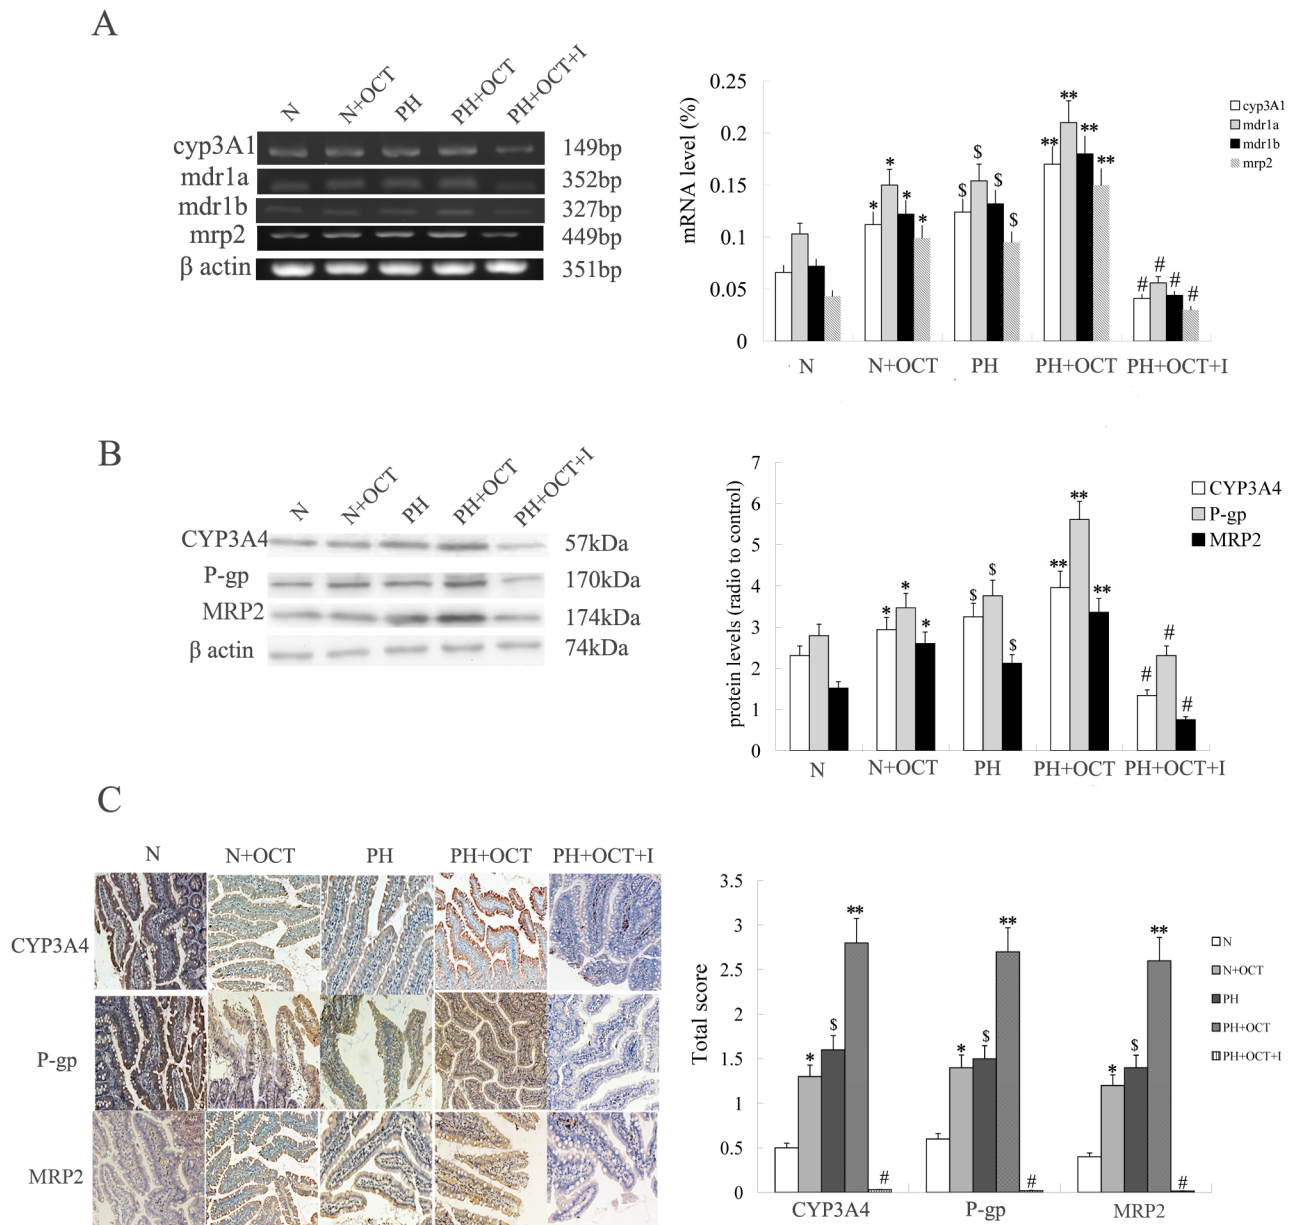 A
N N+OCT PH PH+OCT PH+OCT+I
cyp3A1 149bp
mdr1a 352bp
mdr1b 327bp
mrp2 449bp
β actin 351bp
mRNA level (%)
0.25
0.2
0.15
0.1
0.05
0
** ** ** **
* * * *
$ $ $ $
# # # #
N N+OCT PH PH+OCT PH+OCT+I
cyp3A1
mdr1a
mdr1b
mrp2
B
N N+OCT PH PH+OCT PH+OCT+I
CYP3A4 57kDa
P-gp 170kDa
MRP2 174kDa
β actin 74kDa
protein levels (radio to control)
7
6
5
4
3
2
1
0
* * *
$ $ $
** ** **
# # #
N N+OCT PH PH+OCT PH+OCT+I
CYP3A4
P-gp
MRP2
C
N N+OCT PH PH+OCT PH+OCT+I
CYP3A4
P-gp
MRP2
Total score
3.5
3
2.5
2
1.5
1
0.5
0
* $ ** #
* $ ** #
* $ ** #
CYP3A4 P-gp MRP2
N
N+OCT
PH
PH+OCT
PH+OCT+I